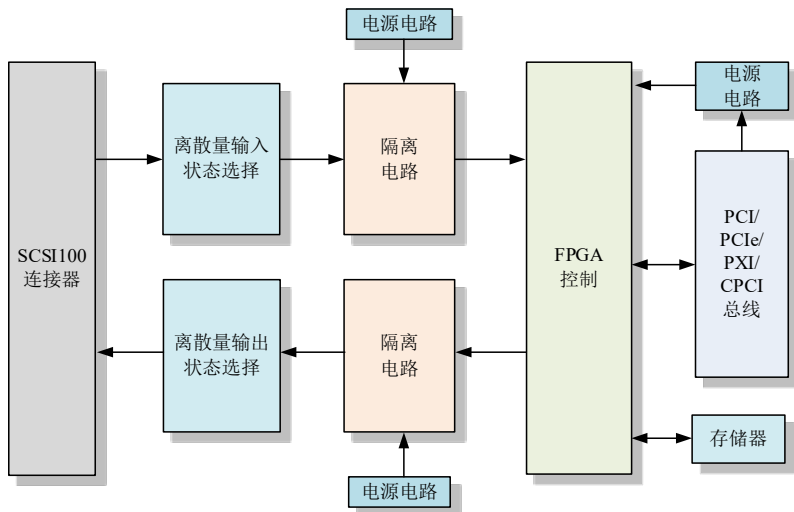 电源电路
SCSI100
连接器
离散量输入
状态选择
隔离
电路
FPGA
控制
电源
电路
PCI/
PCIe/
PXI/
CPCI
总线
离散量输出
状态选择
隔离
电路
存储器
电源电路